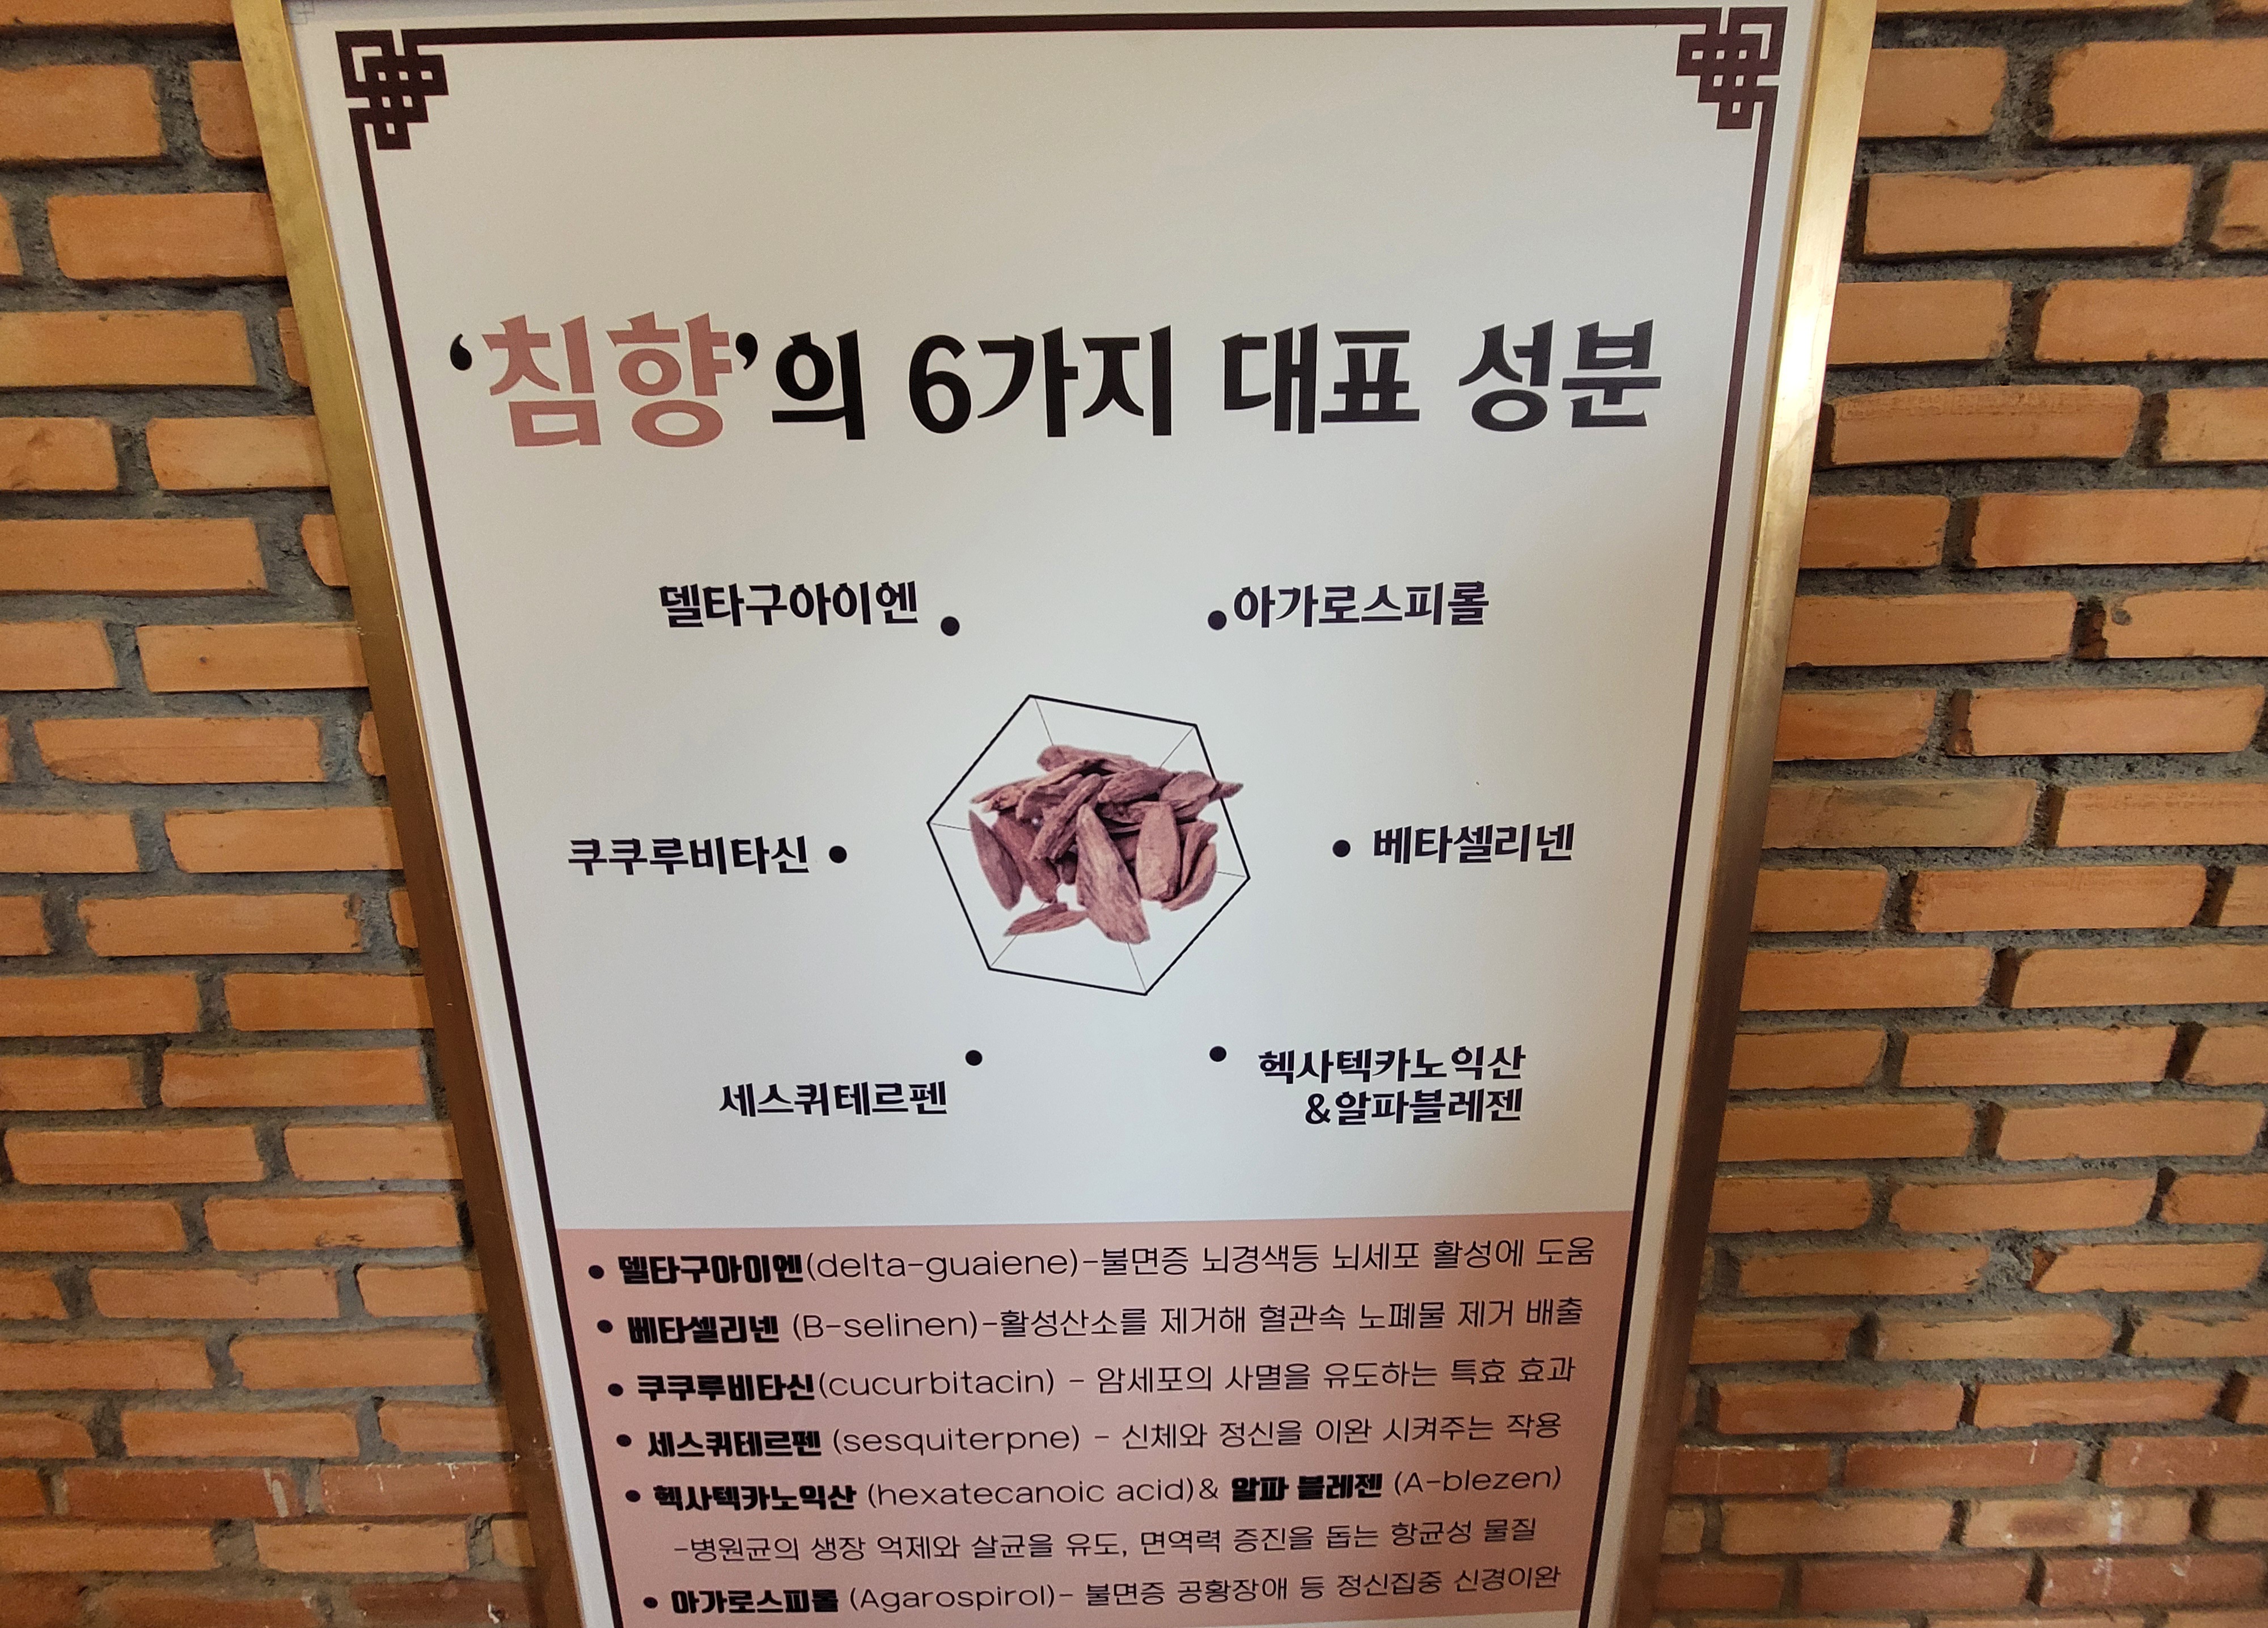 ‘침향’의 6가지 대표 성분
델타구아이엔
아가로스피롤
쿠쿠루비타신
베타셀리넨
세스퀴테르펜
헥사텍카노익산
&알파블레젠
• 델타구아이엔(delta-guaiene)-불면증 뇌경색등 뇌세포 활성에 도움
• 베타셀리넨 (B-selinen)-활성산소를 제거해 혈관속 노폐물 제거 배출
• 쿠쿠루비타신(cucurbitacin) - 암세포의 사멸을 유도하는 특효 효과
• 세스퀴테르펜 (sesquiterpne) - 신체와 정신을 이완 시켜주는 작용
• 헥사텍카노익산 (hexatecanoic acid)& 알파 블레젠 (A-blezen)
-병원균의 생장 억제와 살균을 유도, 면역력 증진을 돕는 항균성 물질
• 아가로스피롤 (Agarospirol)- 불면증 공황장애 등 정신집중 신경이완